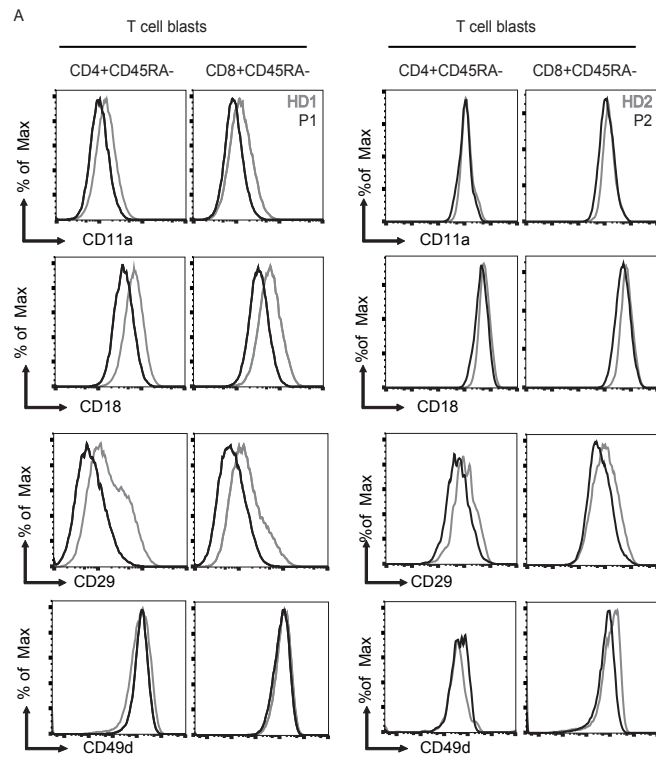 A
T cell blasts T cell blasts
CD4+CD45RA- CD8+CD45RA- CD4+CD45RA- CD8+CD45RA-
HD1 HD2
P1 P2
% of Max %of Max
CD11a CD11a
% of Max %of Max
CD18 CD18
% of Max %of Max
CD29 CD29
% of Max %of Max
CD49d CD49d